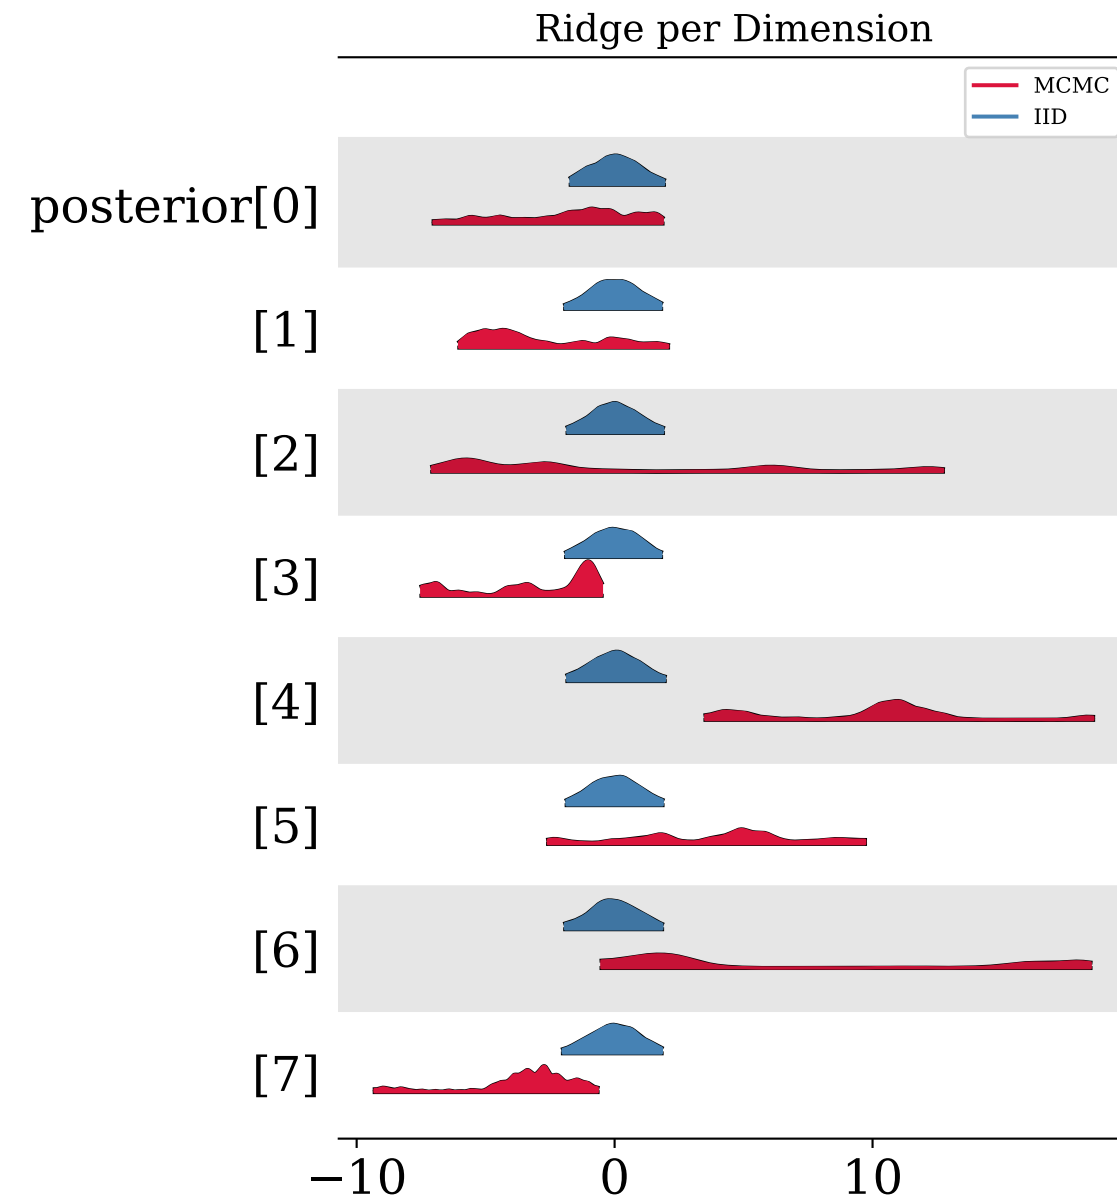 Ridge per Dimension
MCMC
IID
posterior[0]
[1]
[2]
[3]
[4]
[5]
[6]
[7]
−10 0 10